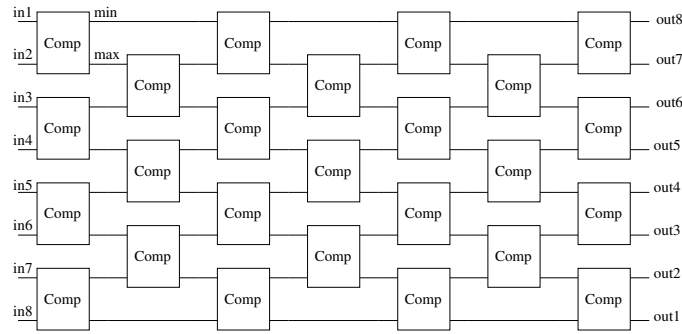 in1 min out8
Comp Comp Comp Comp
in2 max out7
Comp Comp Comp
in3 out6
Comp Comp Comp Comp
in4 out5
Comp Comp Comp
in5 out4
Comp Comp Comp Comp
in6 out3
Comp Comp Comp
in7 out2
Comp Comp Comp Comp
in8 out1